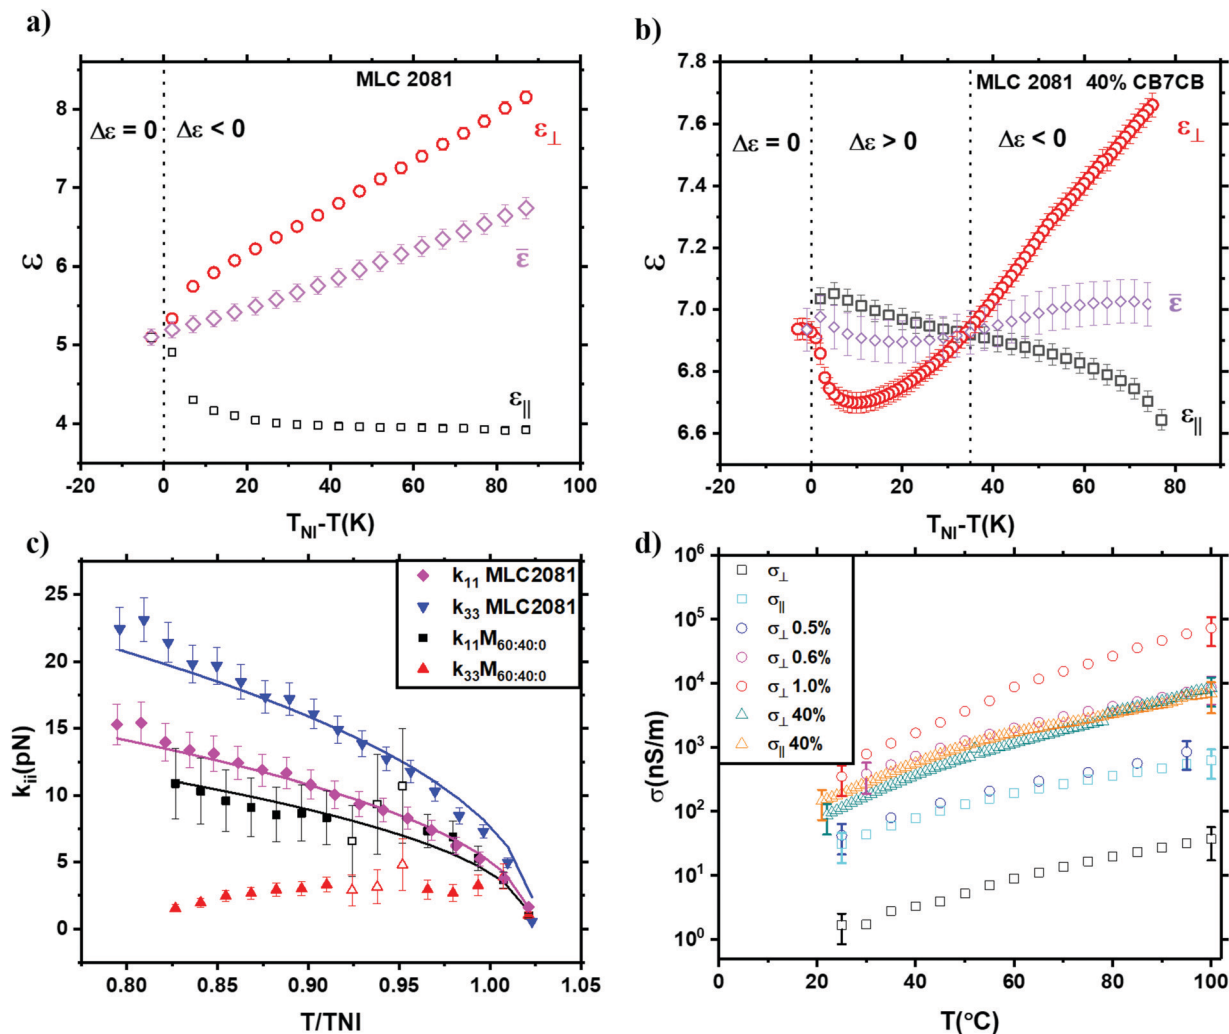 a)
MLC 2081
Δε = 0
Δε < 0
ε⊥
ε̅
ε||
ε
8
7
6
5
4
-20
0
20
40
60
80
100
T_NI-T(K)
b)
MLC 2081 40% CB7CB
Δε = 0
Δε > 0
Δε < 0
ε⊥
ε̅
ε||
ε
7.8
7.6
7.4
7.2
7.0
6.8
6.6
-20
0
20
40
60
80
T_NI-T(K)
c)
k₁₁ MLC2081
k₃₃ MLC2081
k₁₁M₆₀:₄₀:₀
k₃₃M₆₀:₄₀:₀
k_ii(pN)
25
20
15
10
5
0
0.80
0.85
0.90
0.95
1.00
1.05
T/TNI
d)
σ⊥
σ||
σ⊥ 0.5%
σ⊥ 0.6%
σ⊥ 1.0%
σ⊥ 40%
σ|| 40%
σ(nS/m)
10⁶
10⁵
10⁴
10³
10²
10¹
10⁰
0
20
40
60
80
100
T(°C)